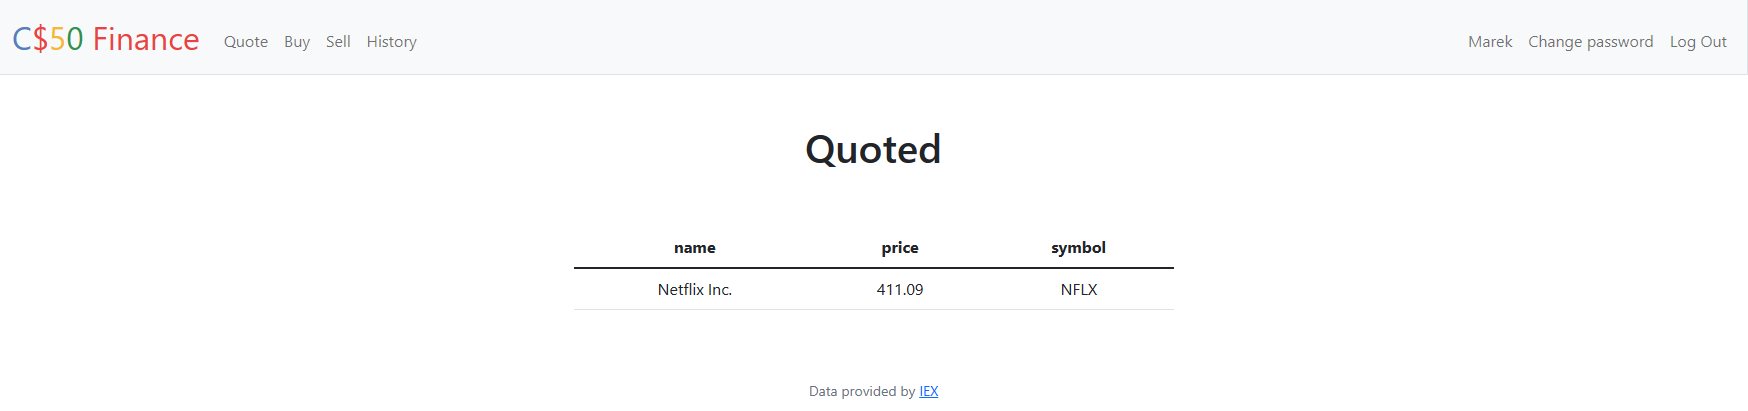 C$50 Finance Quote Buy Sell History Marek Change password Log Out
Quoted
name price symbol
Netflix Inc. 411.09 NFLX
Data provided by IEX